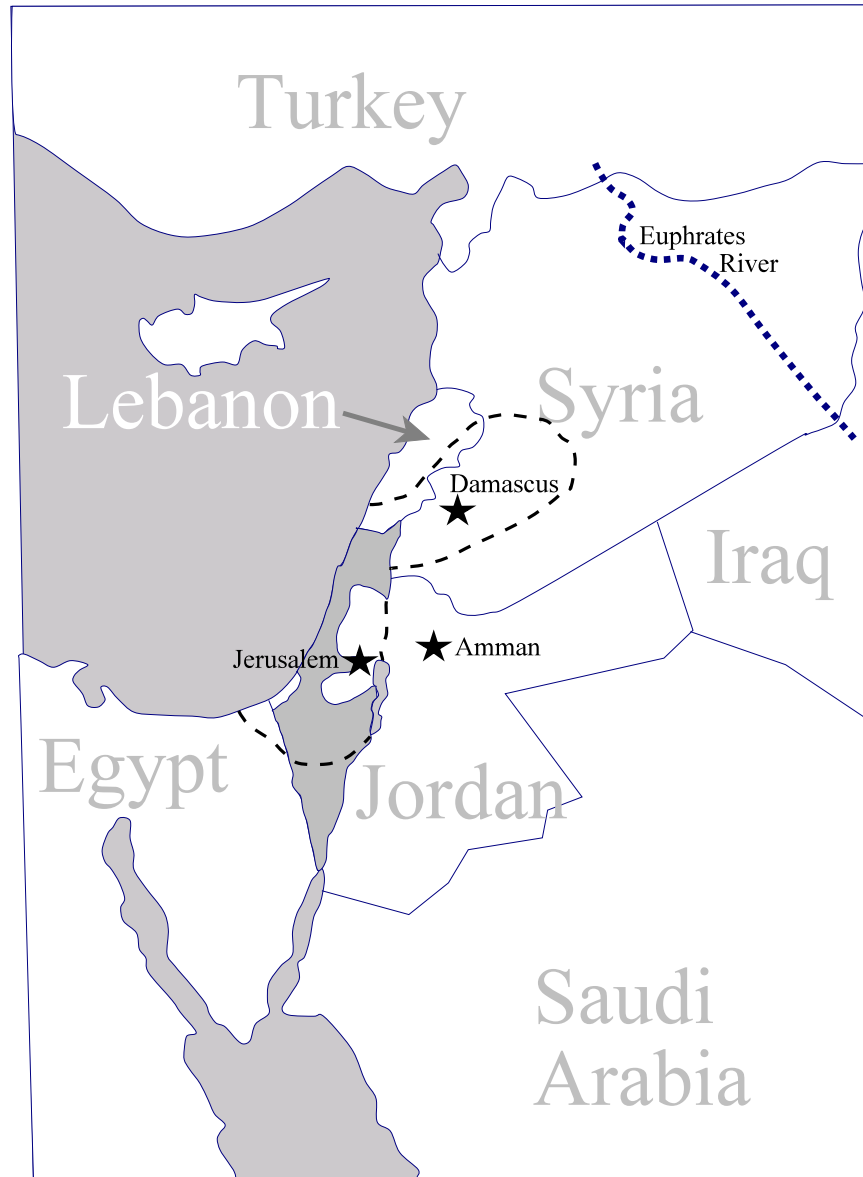 Turkey
Euphrates
River
Lebanon
Syria
Damascus
Iraq
Jerusalem
Amman
Egypt
Jordan
Saudi
Arabia